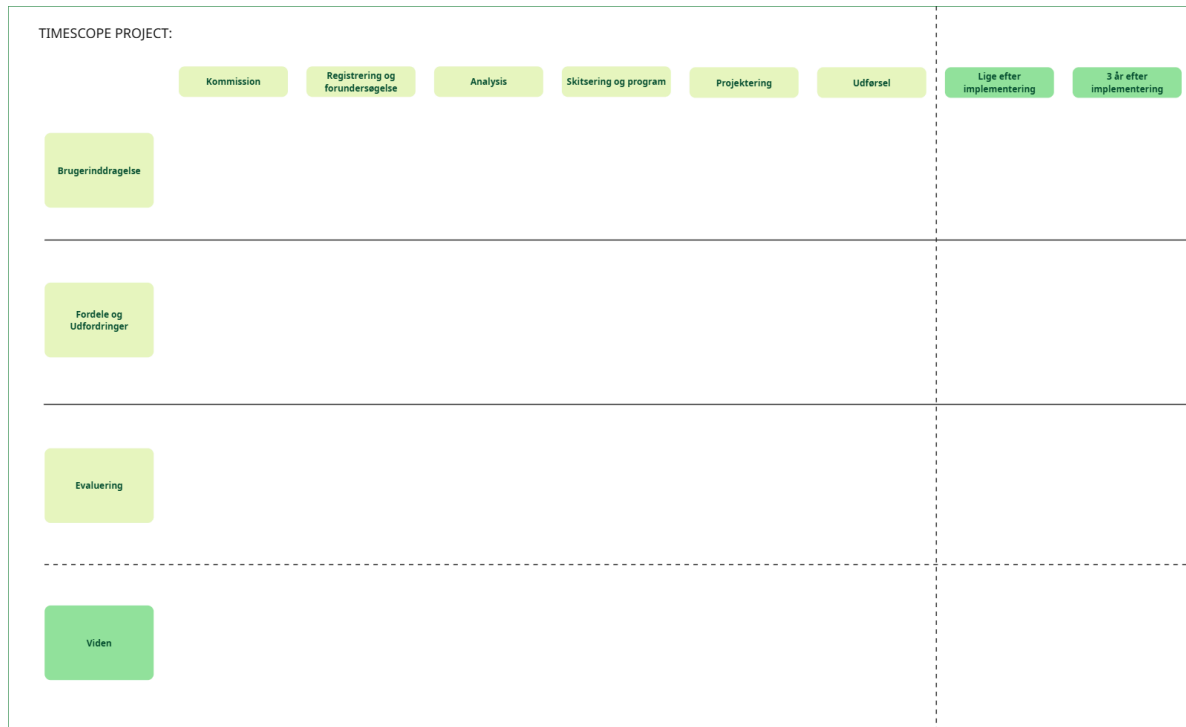 TIMESCOPE PROJECT:
Kommission
Registrering og
forundersøgelse
Analysis
Skitsering og program
Projektering
Udførsel
Lige efter
implementering
3 år efter
implementering
Brugerinddragelse
Fordele og
Udfordringer
Evaluering
Viden